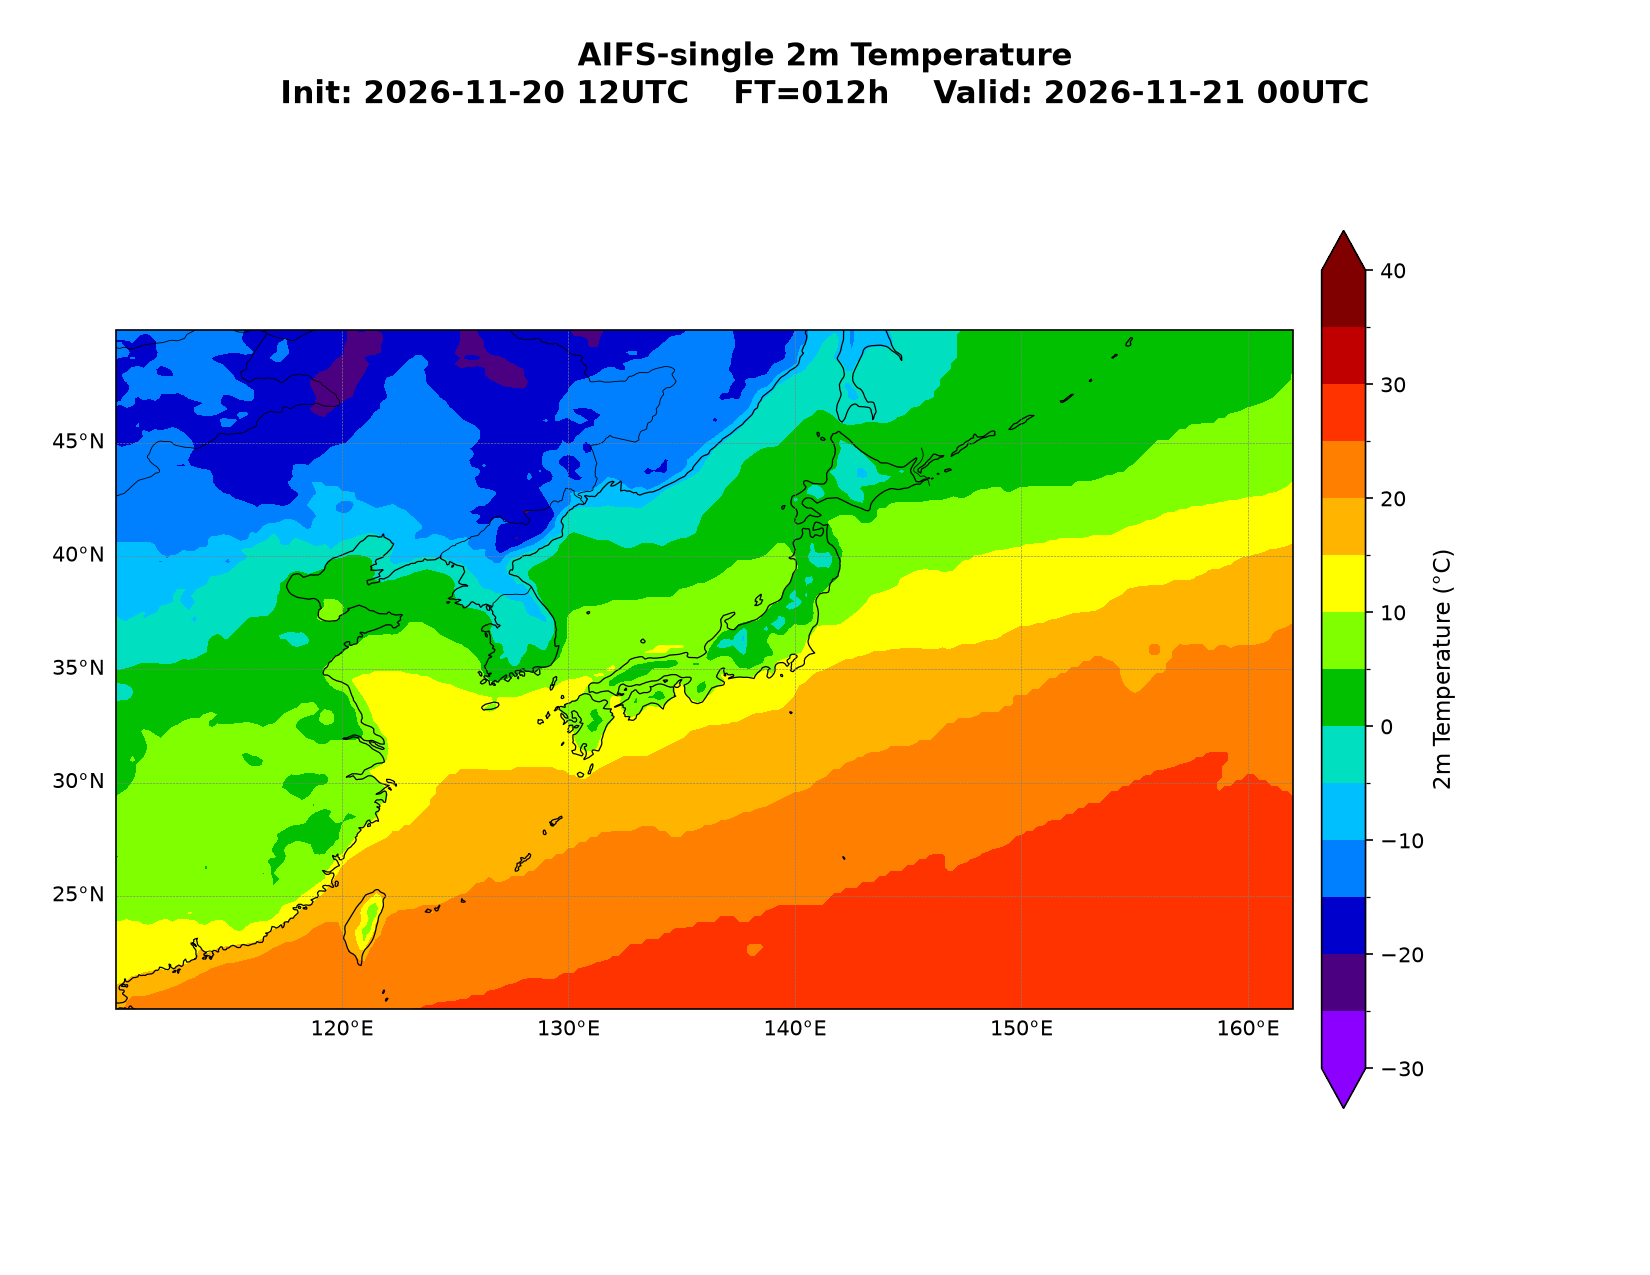 AIFS-single 2m Temperature
Init: 2026-11-20 12UTC    FT=012h    Valid: 2026-11-21 00UTC
45°N
40°N
35°N
30°N
25°N
120°E
130°E
140°E
150°E
160°E
40
30
20
10
0
−10
−20
−30
2m Temperature (°C)